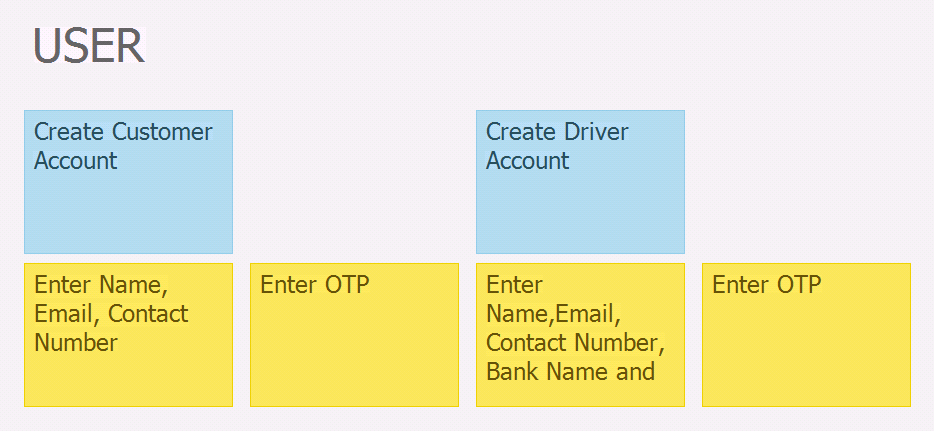 USER
Create Customer
Account
Create Driver
Account
Enter Name,
Email, Contact
Number
Enter OTP
Enter
Name,Email,
Contact Number,
Bank Name and
Enter OTP